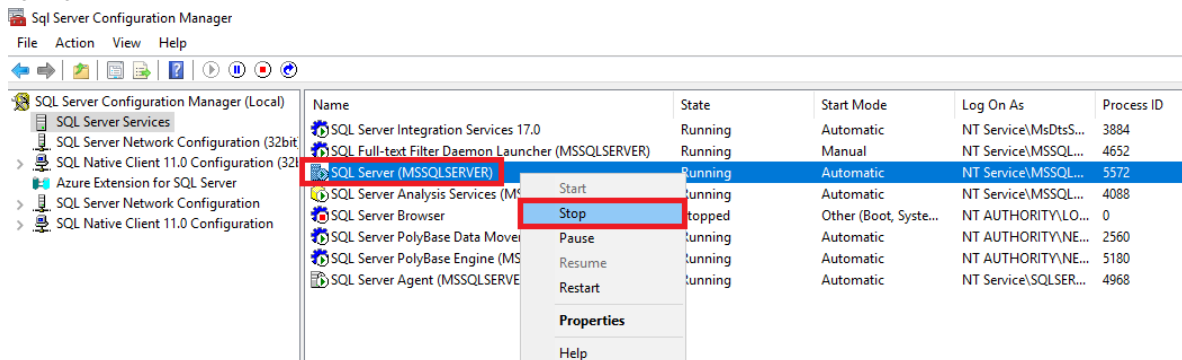 Sql Server Configuration Manager
File Action View Help
SQL Server Configuration Manager (Local)
SQL Server Services
SQL Server Network Configuration (32bit
SQL Native Client 11.0 Configuration (32b
Azure Extension for SQL Server
SQL Server Network Configuration
SQL Native Client 11.0 Configuration
Name State Start Mode Log On As Process ID
SQL Server Integration Services 17.0 Running Automatic NT Service\MsDtsS... 3884
SQL Full-text Filter Daemon Launcher (MSSQLSERVER) Running Manual NT Service\MSSQL... 4652
SQL Server (MSSQLSERVER) Running Automatic NT Service\MSSQL... 5572
SQL Server Analysis Services (MS Running Automatic NT Service\MSSQL... 4088
SQL Server Browser Stopped Other (Boot, Syste... NT AUTHORITY\LO... 0
SQL Server PolyBase Data Mover Running Automatic NT AUTHORITY\NE... 2560
SQL Server PolyBase Engine (MS Running Automatic NT AUTHORITY\NE... 5180
SQL Server Agent (MSSQLSERVE Running Automatic NT Service\SQLSER... 4968
Start
Stop
Pause
Resume
Restart
Properties
Help